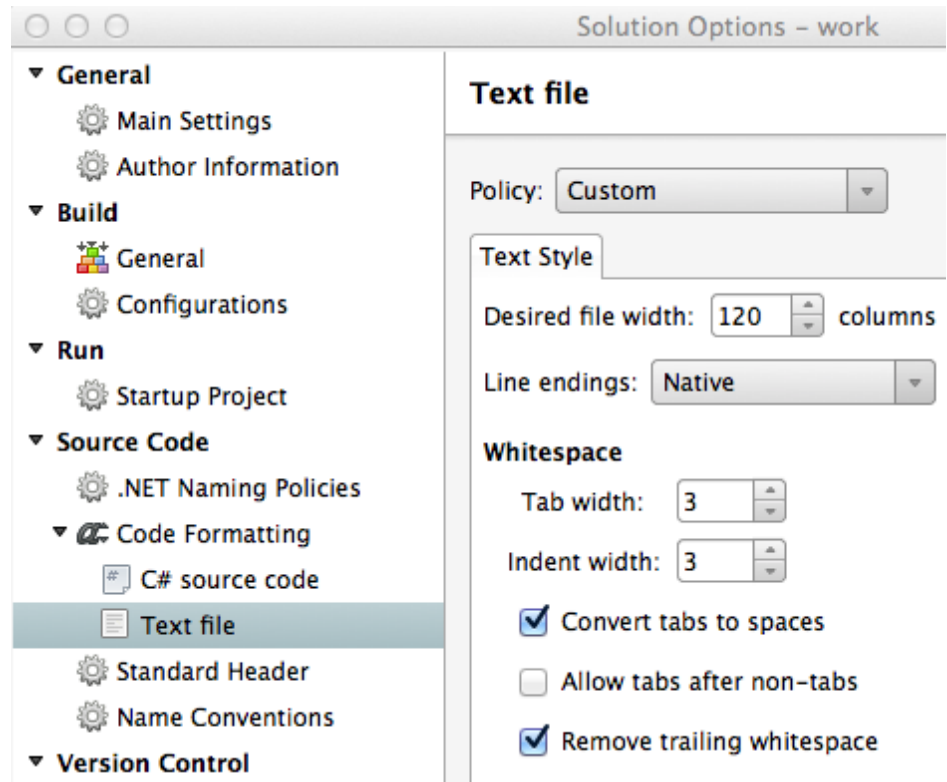 Solution Options – work
General
Main Settings
Author Information
Build
General
Configurations
Run
Startup Project
Source Code
.NET Naming Policies
Code Formatting
C# source code
Text file
Standard Header
Name Conventions
Version Control
Text file
Policy: Custom
Text Style
Desired file width: 120 columns
Line endings: Native
Whitespace
Tab width: 3
Indent width: 3
Convert tabs to spaces
Allow tabs after non-tabs
Remove trailing whitespace